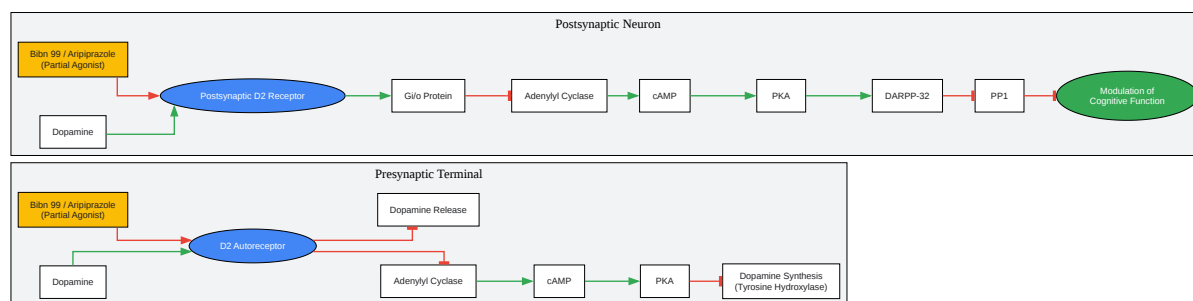 Postsynaptic Neuron
Bibn 99 / Aripiprazole
(Partial Agonist)
Postsynaptic D2 Receptor
Gi/o Protein
Adenylyl Cyclase
cAMP
PKA
DARPP-32
PP1
Modulation of
Cognitive Function
Dopamine
Presynaptic Terminal
Bibn 99 / Aripiprazole
(Partial Agonist)
Dopamine Release
D2 Autoreceptor
Dopamine
Adenylyl Cyclase
cAMP
PKA
Dopamine Synthesis
(Tyrosine Hydroxylase)